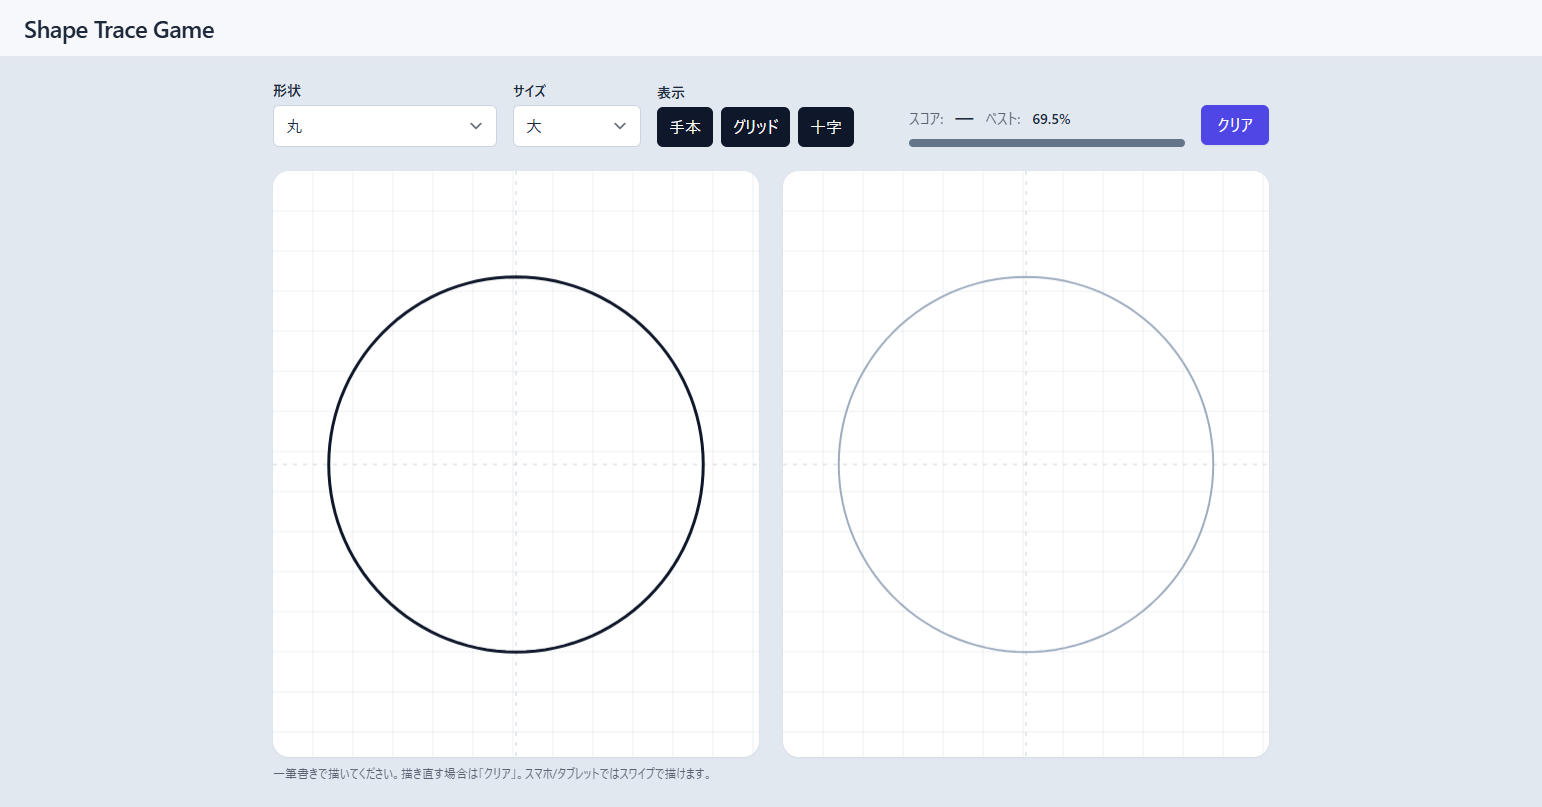 Shape Trace Game
形状
サイズ
表示
丸
大
手本
グリッド
十字
スコア: — ベスト: 69.5%
クリア
一筆書きで描いてください。描き直す場合は「クリア」。スマホ/タブレットではスワイプで描けます。